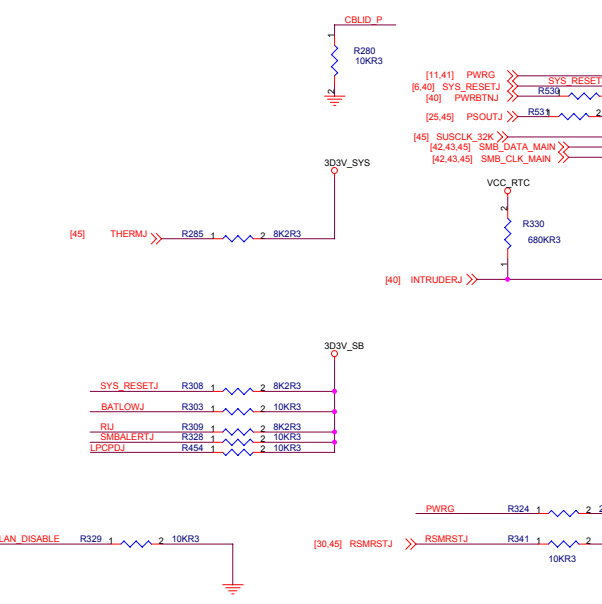 CBLID_P
1
R280
10KR3
2
[11,41] PWRG
SYS_RESET
[6,40] SYS_RESETJ
[40] PWRBTNJ R530
[25,45] PSOUTJ R531 1 2
[45] SUSCLK_32K
[42,43,45] SMB_DATA_MAIN
[42,43,45] SMB_CLK_MAIN
3D3V_SYS
VCC_RTC
2
R330
680KR3
1
[45] THERMJ R285 1 2 8K2R3
[40] INTRUDERJ
3D3V_SB
SYS_RESETJ R308 1 2 8K2R3
BATLOWJ R303 1 2 10KR3
RIJ R309 1 2 8K2R3
SMBALERTJ R328 1 2 10KR3
LPCPDJ R454 1 2 10KR3
PWRG R324 1 2 2
LAN_DISABLE R329 1 2 10KR3
[30,45] RSMRSTJ RSMRSTJ R341 1 2
10KR3